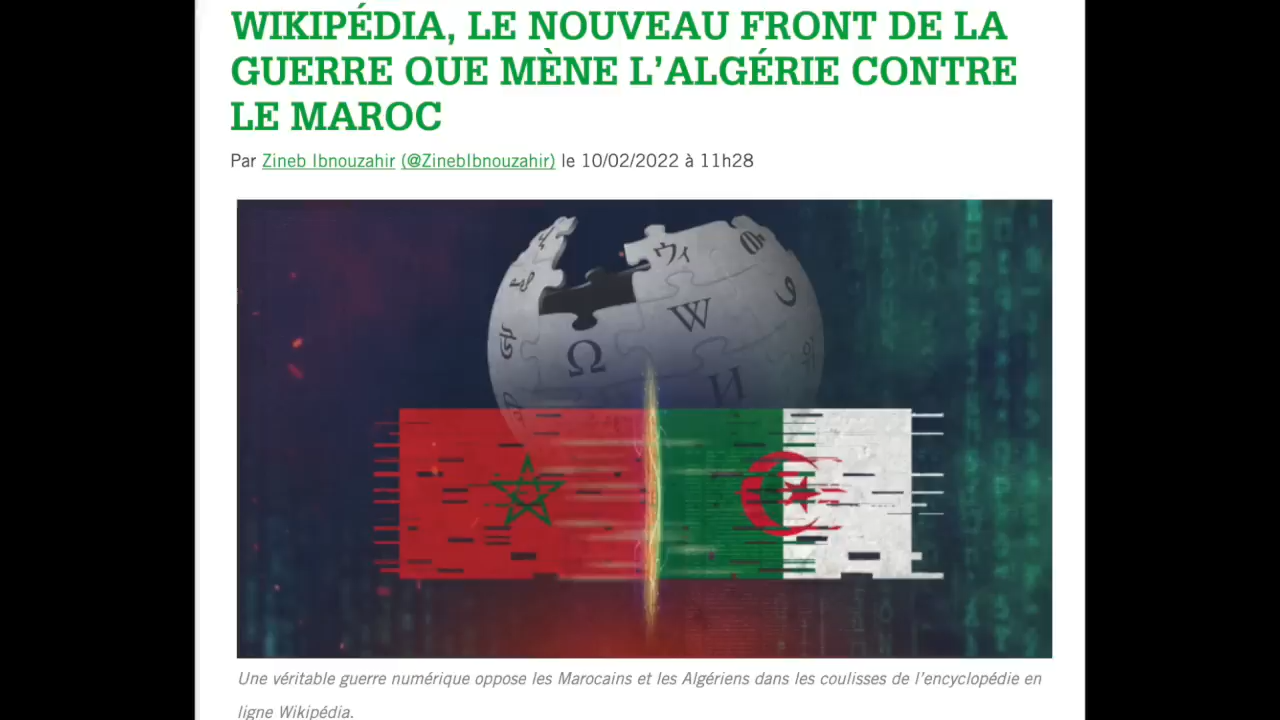 WIKIPÉDIA, LE NOUVEAU FRONT DE LA
GUERRE QUE MÈNE L’ALGÉRIE CONTRE
LE MAROC
Par Zineb Ibnouzahir (@ZinebIbnouzahir) le 10/02/2022 à 11h28
ウィ
W
Ω
И
Une véritable guerre numérique oppose les Marocains et les Algériens dans les coulisses de l’encyclopédie en
ligne Wikipédia.